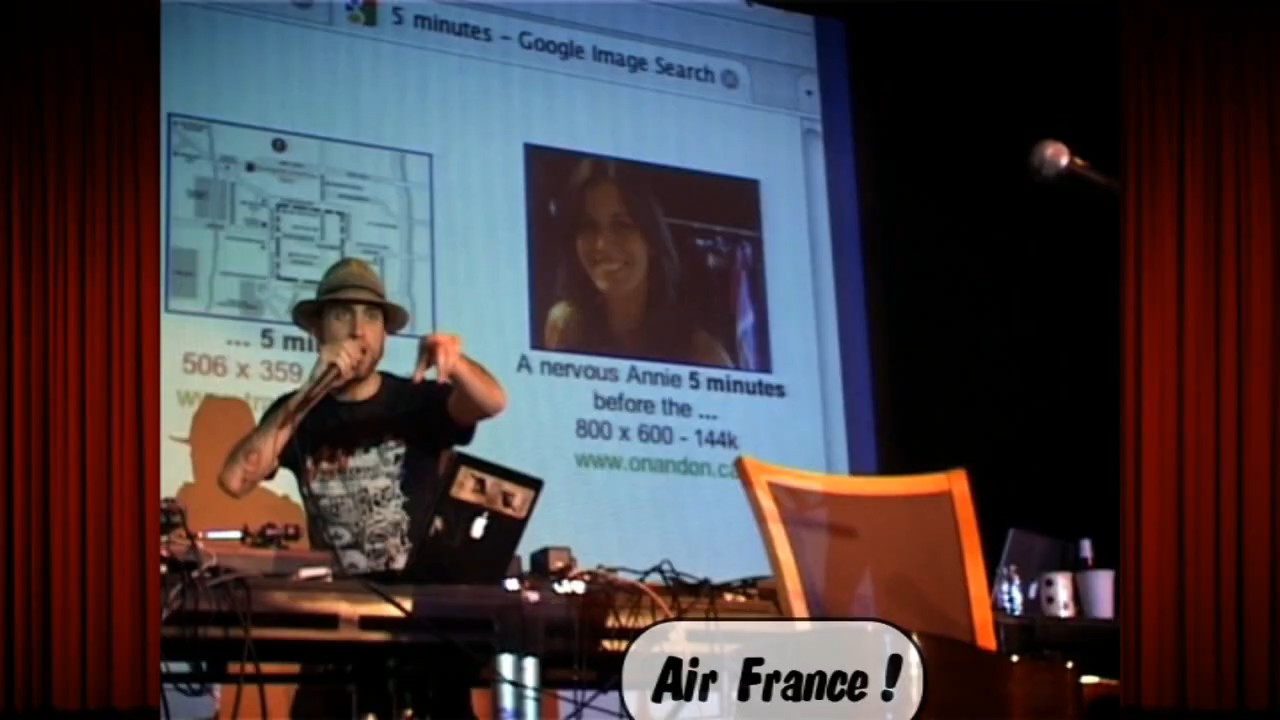 5 minutes - Google Image Search
... 5 mi
506 x 359
A nervous Annie 5 minutes
before the ...
800 x 600 - 144k
www.onandon.ca
Air France !